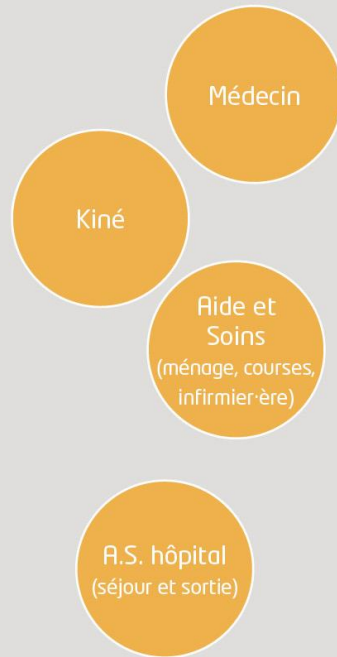 Médecin
Kiné
Aide et
Soins
(ménage, courses,
infirmier·ère)
A.S. hôpital
(séjour et sortie)